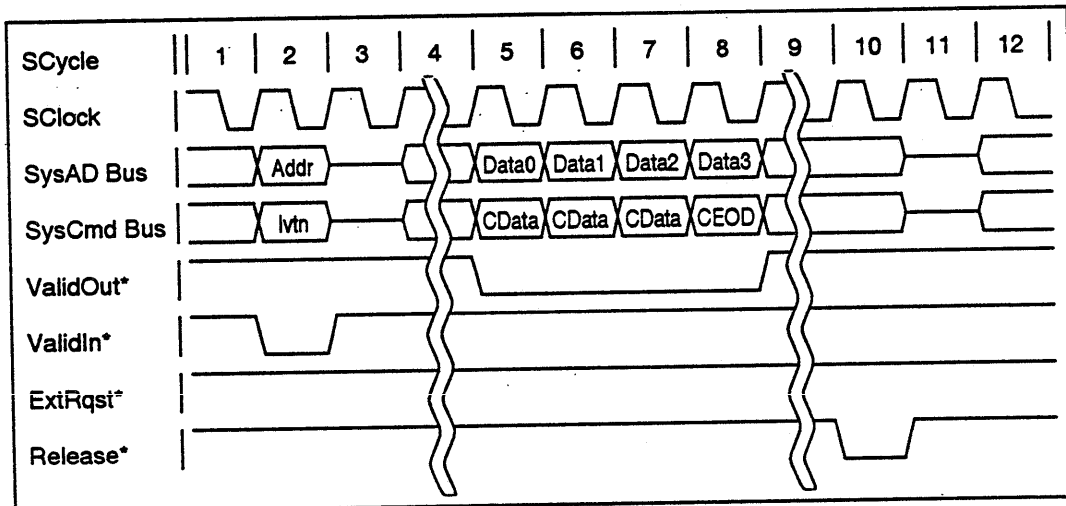 SCycle 1 2 3 4 5 6 7 8 9 10 11 12
SClock
SysAD Bus Addr Data0 Data1 Data2 Data3
SysCmd Bus Ivtn CData CData CData CEOD
ValidOut*
ValidIn*
ExtRqst*
Release*